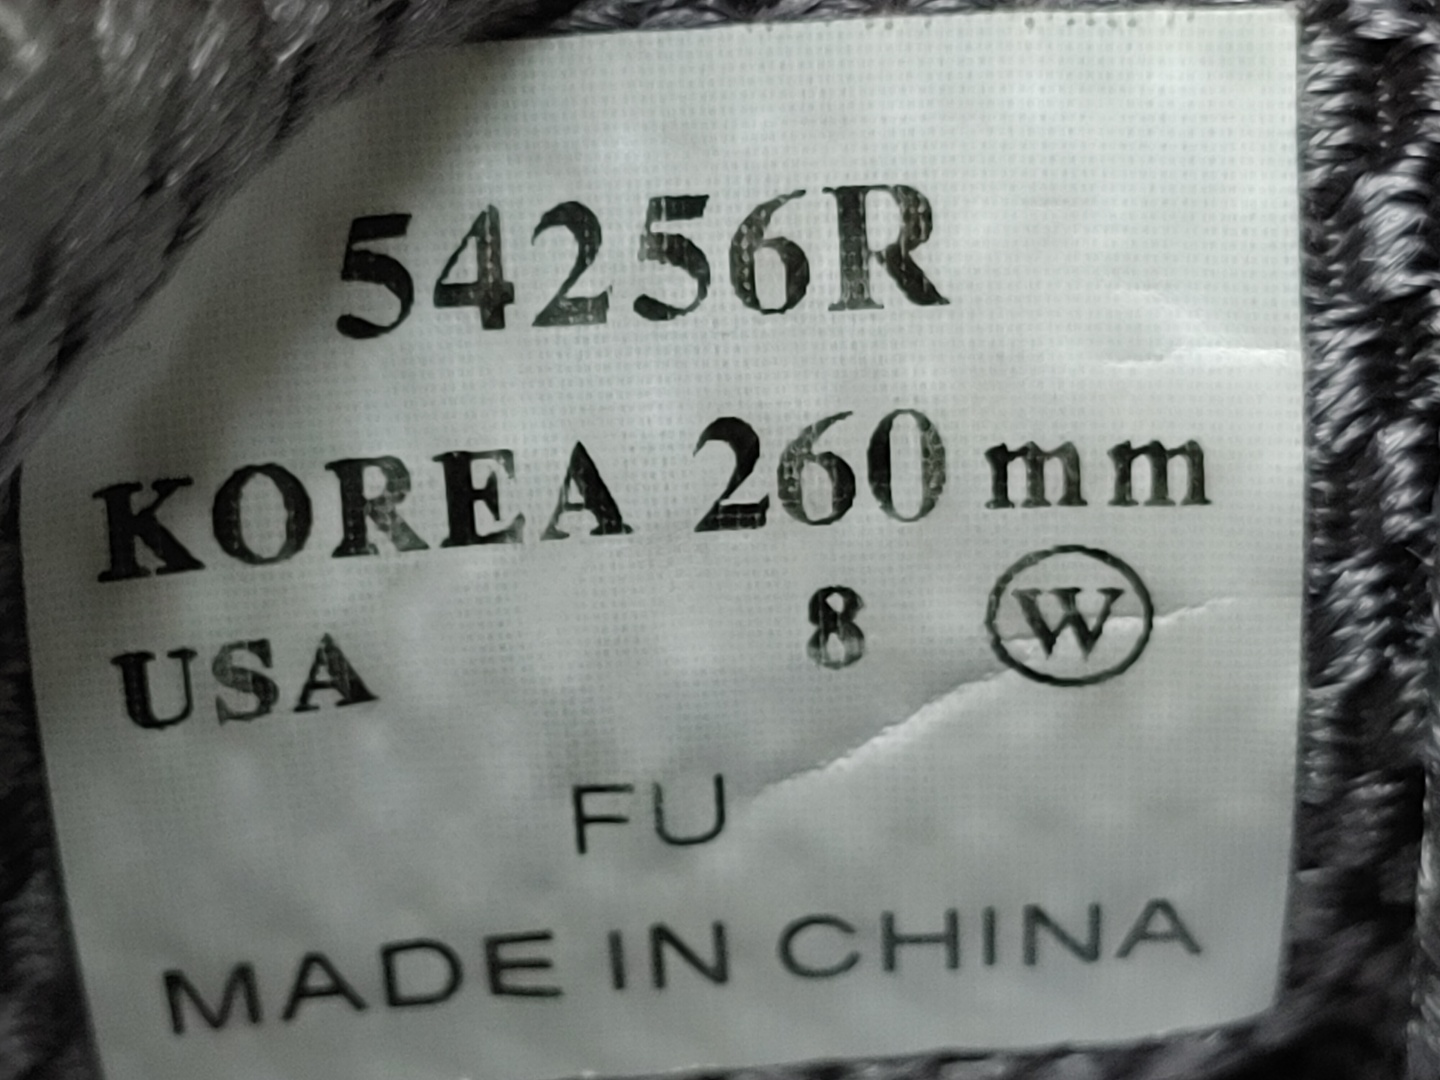 54256R
KOREA 260 mm
USA 8 W
FU
MADE IN CHINA